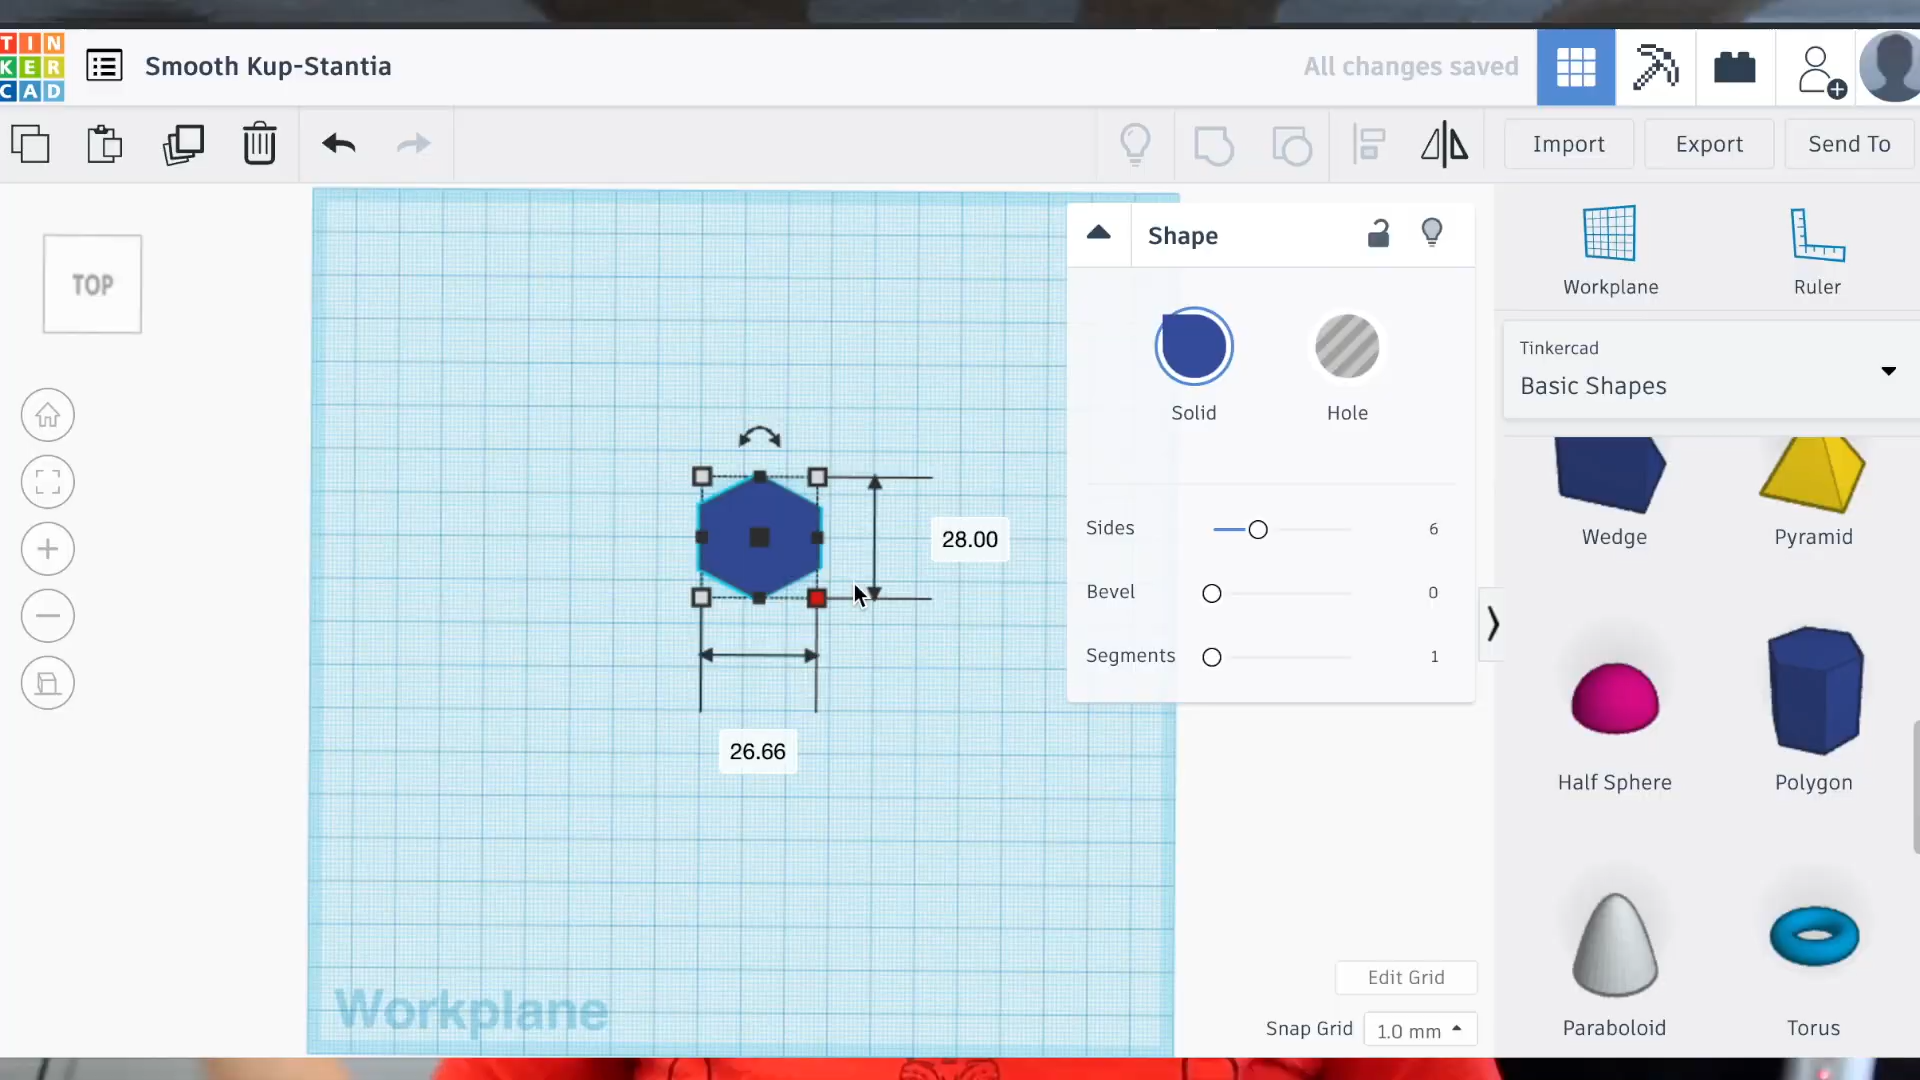 TIN
KER
CAD
Smooth Kup-Stantia
All changes saved
Import
Export
Send To
TOP
Shape
Solid
Hole
Sides
6
Bevel
0
Segments
1
28.00
26.66
Workplane
Edit Grid
Snap Grid
1.0 mm
Workplane
Ruler
Tinkercad
Basic Shapes
Wedge
Pyramid
Half Sphere
Polygon
Paraboloid
Torus